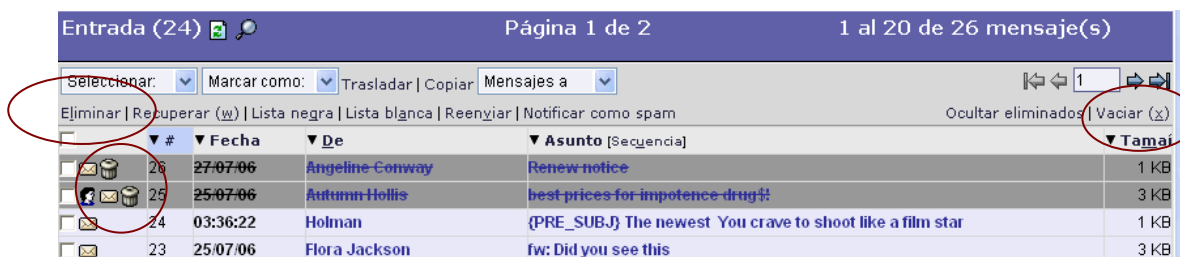 Entrada (24) Página 1 de 2 1 al 20 de 26 mensaje(s)
Seleccionar: Marcar como: Trasladar | Copiar Mensajes a 1
Eliminar | Recuperar (w) | Lista negra | Lista blanca | Reenviar | Notificar como spam Ocultar eliminados | Vaciar (x)
# Fecha De Asunto [Secuencia] Tamaí
26 27/07/06 Angeline Conway Renew notice 1 KB
25 25/07/06 Autumn Hollis best prices for impotence drug$! 3 KB
24 03:36:22 Holman {PRE_SUBJ} The newest You crave to shoot like a film star 1 KB
23 25/07/06 Flora Jackson fw: Did you see this 3 KB